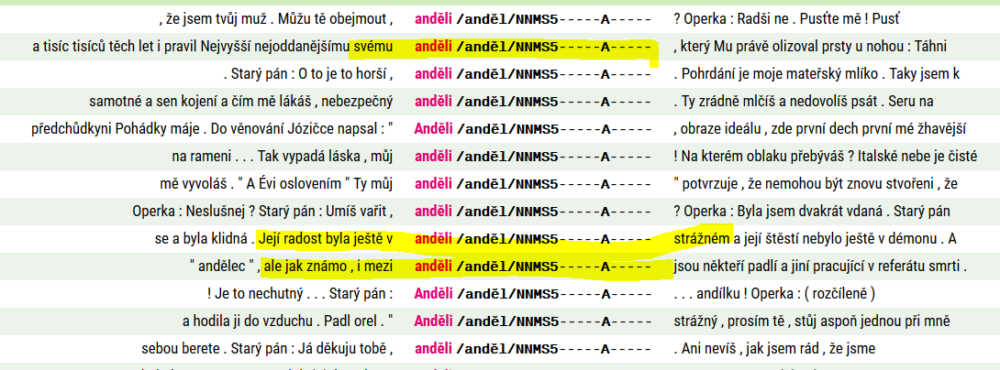 , že jsem tvůj muž . Můžu tě obejmout , anděli /anděl/NNMS5-----A----- ? Operka : Radši ne . Pusťte mě ! Pusť
a tisíc tisíců těch let i pravil Nejvyšší nejoddanějšímu svému anděli /anděl/NNMS5-----A----- , který Mu právě olizoval prsty u nohou : Táhni
. Starý pán : O to je to horší , anděli /anděl/NNMS5-----A----- . Pohrdání je moje mateřský mlíko . Taky jsem k
samotné a sen kojení a čím mě lákáš , nebezpečný anděli /anděl/NNMS5-----A----- . Ty zrádně mlčíš a nedovolíš psát . Seru na
předchůdkyni Pohádky máje . Do věnování Józičce napsal : " Anděli /anděl/NNMS5-----A----- , obraze ideálu , zde první dech první mé žhavější
na rameni . . . Tak vypadá láska , můj anděli /anděl/NNMS5-----A----- ! Na kterém oblaku přebýváš ? Italské nebe je čisté
mě vyvoláš . " A Évi oslovením " Ty můj anděli /anděl/NNMS5-----A----- " potvrzuje , že nemohou být znovu stvořeni , že
Operka : Neslušnej ? Starý pán : Umíš vařit , anděli /anděl/NNMS5-----A----- ? Operka : Byla jsem dvakrát vdaná . Starý pán
se a byla klidná . Její radost byla ještě v anděli /anděl/NNMS5-----A----- strážném a její štěstí nebylo ještě v démonu . A
" andělec " , ale jak známo , i mezi anděli /anděl/NNMS5-----A----- jsou někteří padlí a jiní pracující v referátu smrti .
! Je to nechutný . . . Starý pán : Anděli /anděl/NNMS5-----A----- . . . andílku ! Operka : ( rozčíleně )
a hodila ji do vzduchu . Padl orel . " Anděli /anděl/NNMS5-----A----- strážný , prosím tě , stůj aspoň jednou při mně
sebou berete . Starý pán : Já děkuju tobě , anděli /anděl/NNMS5-----A----- . Ani nevíš , jak jsem rád , že jsme